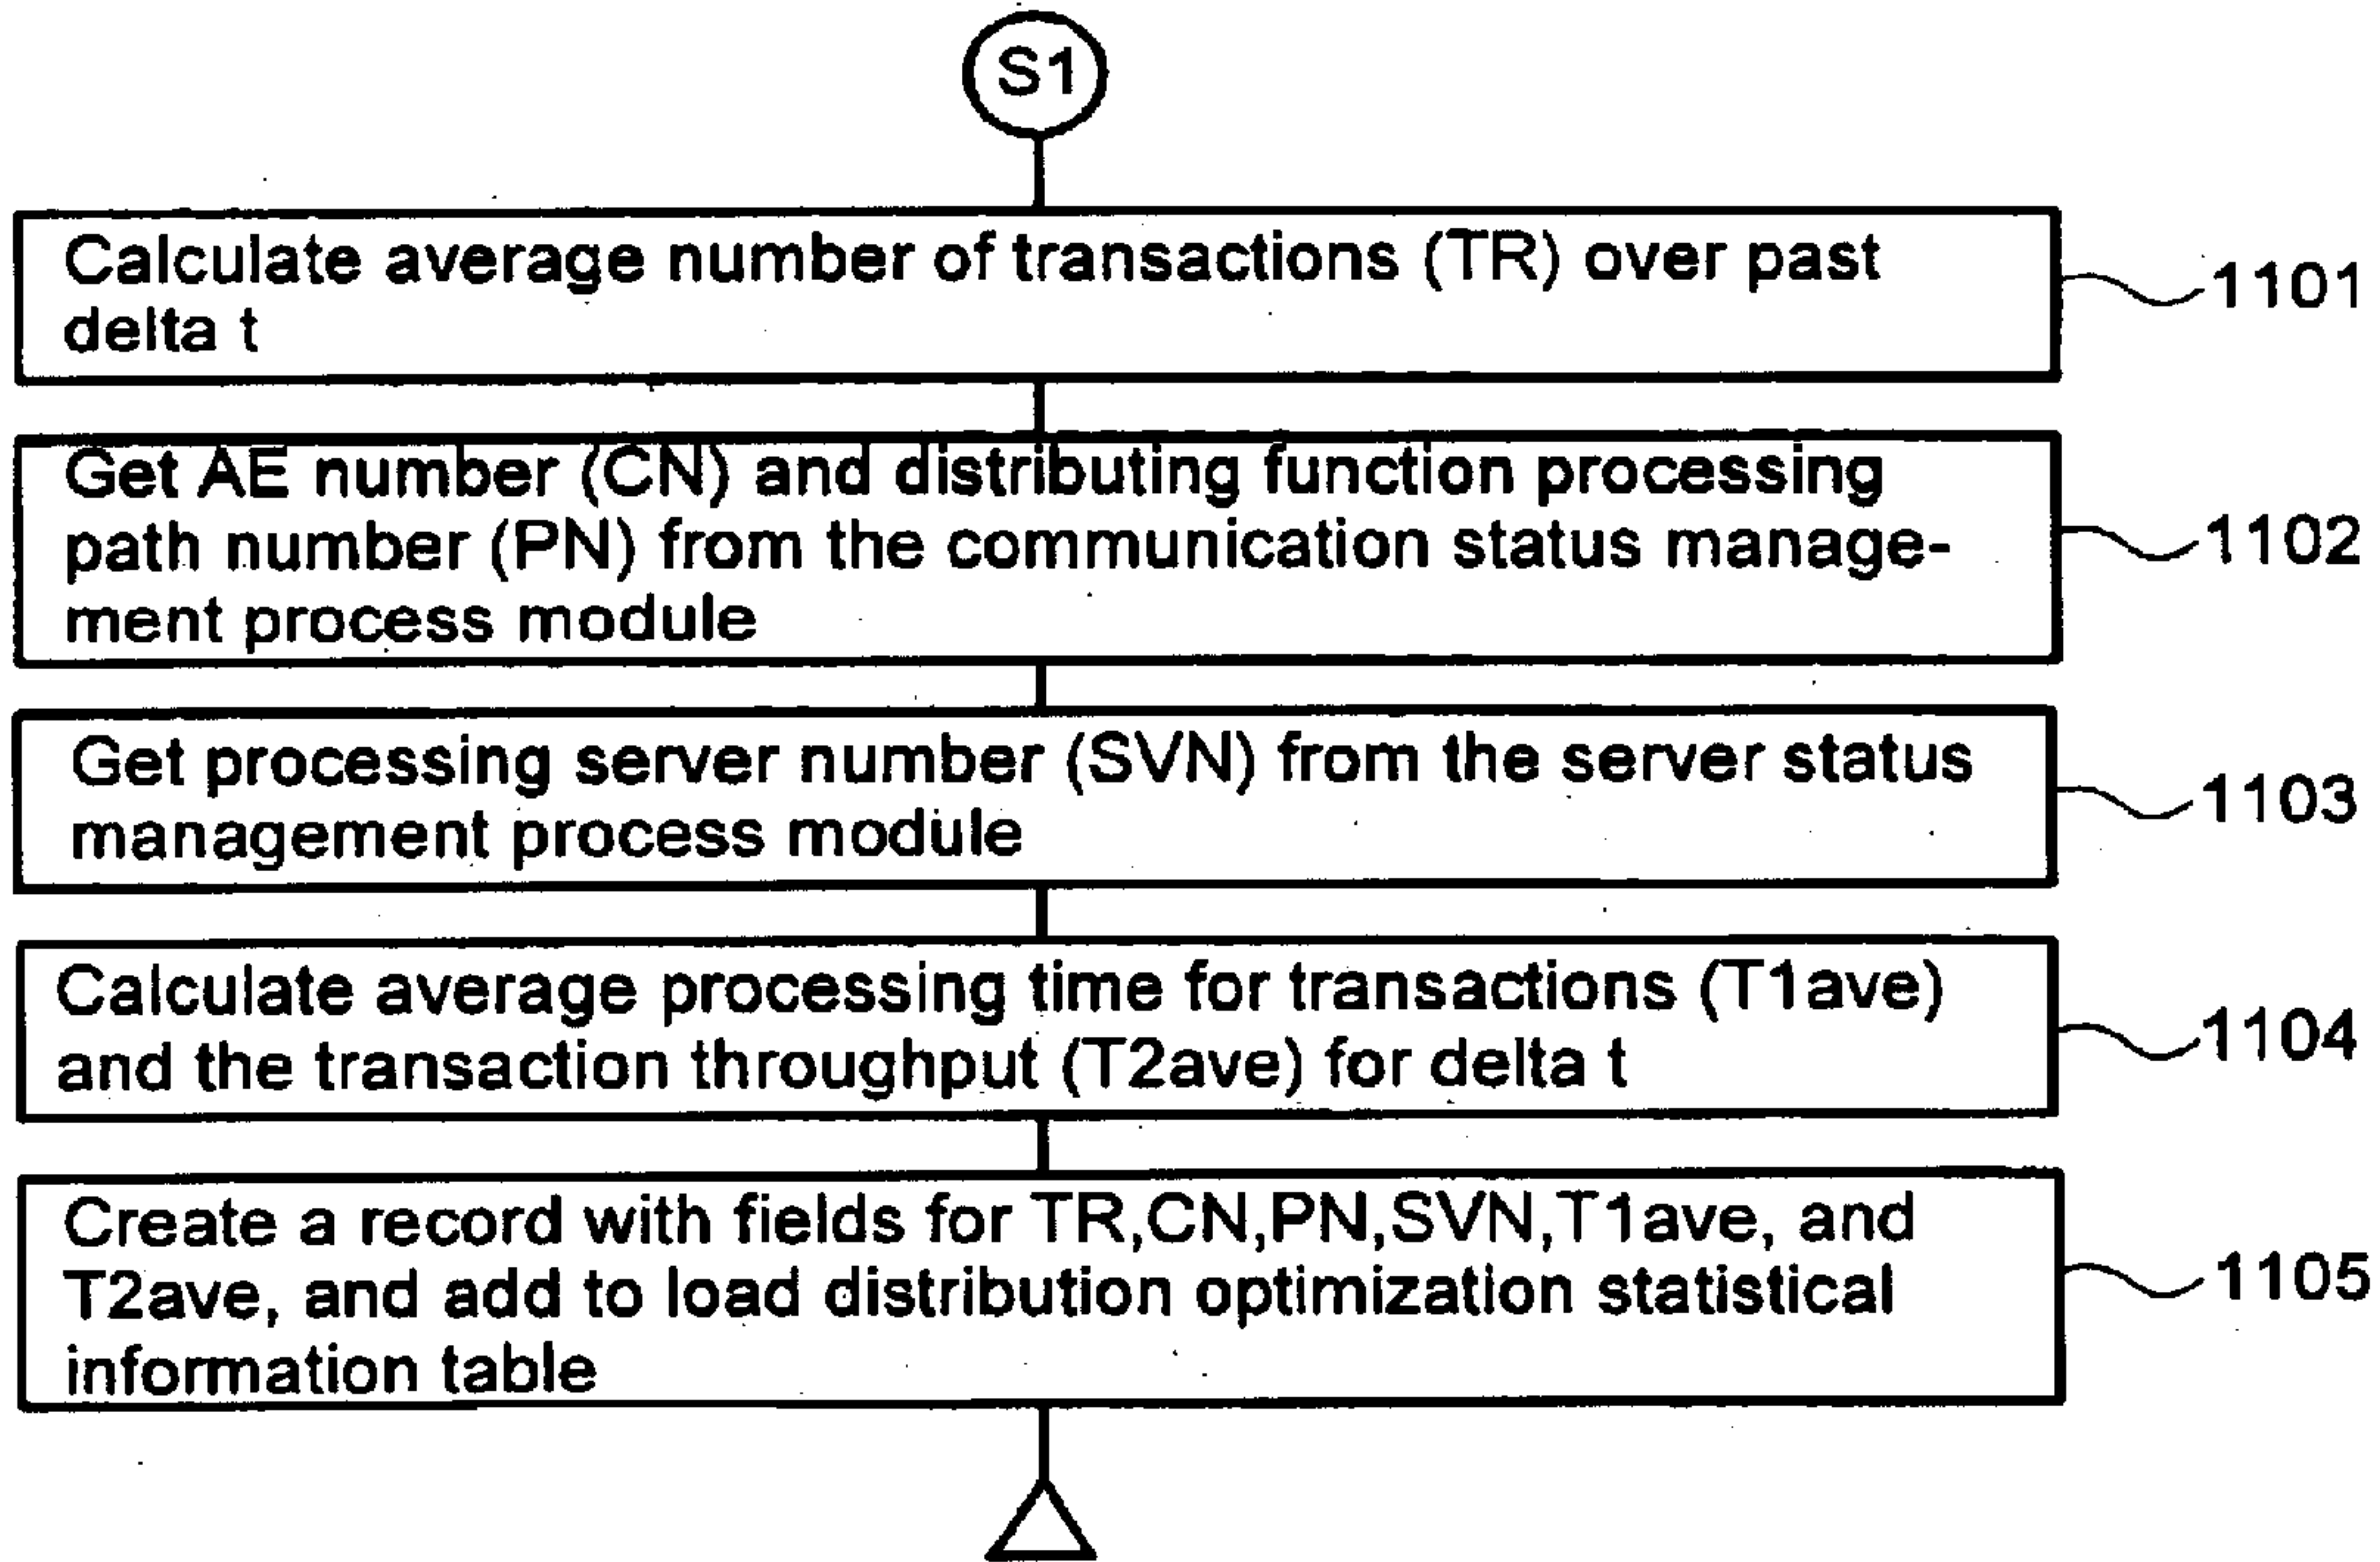 S1
Calculate average number of transactions (TR) over past
delta t
1101
Get AE number (CN) and distributing function processing
path number (PN) from the communication status manage-
ment process module
1102
Get processing server number (SVN) from the server status
management process module
1103
Calculate average processing time for transactions (T1ave)
and the transaction throughput (T2ave) for delta t
1104
Create a record with fields for TR,CN,PN,SVN,T1ave, and
T2ave, and add to load distribution optimization statistical
information table
1105